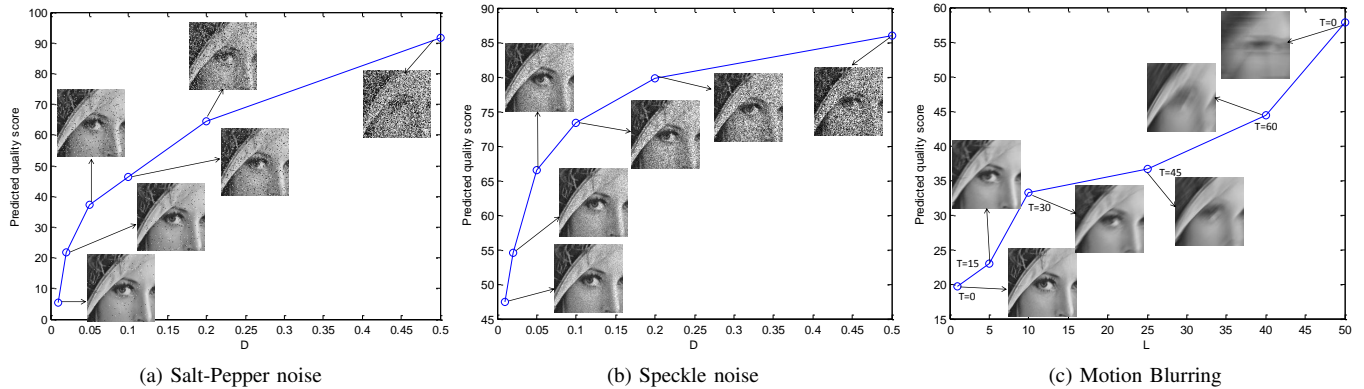 100
90
80
70
60
50
40
30
20
10
0
Predicted quality score
0 0.05 0.1 0.15 0.2 0.25 0.3 0.35 0.4 0.45 0.5
D
(a) Salt-Pepper noise
90
85
80
75
70
65
60
55
50
45
Predicted quality score
0 0.05 0.1 0.15 0.2 0.25 0.3 0.35 0.4 0.45 0.5
D
(b) Speckle noise
60
55
50
45
40
35
30
25
20
15
Predicted quality score
T=0
T=60
T=45
T=30
T=15
T=0
0 5 10 15 20 25 30 35 40 45 50
L
(c) Motion Blurring